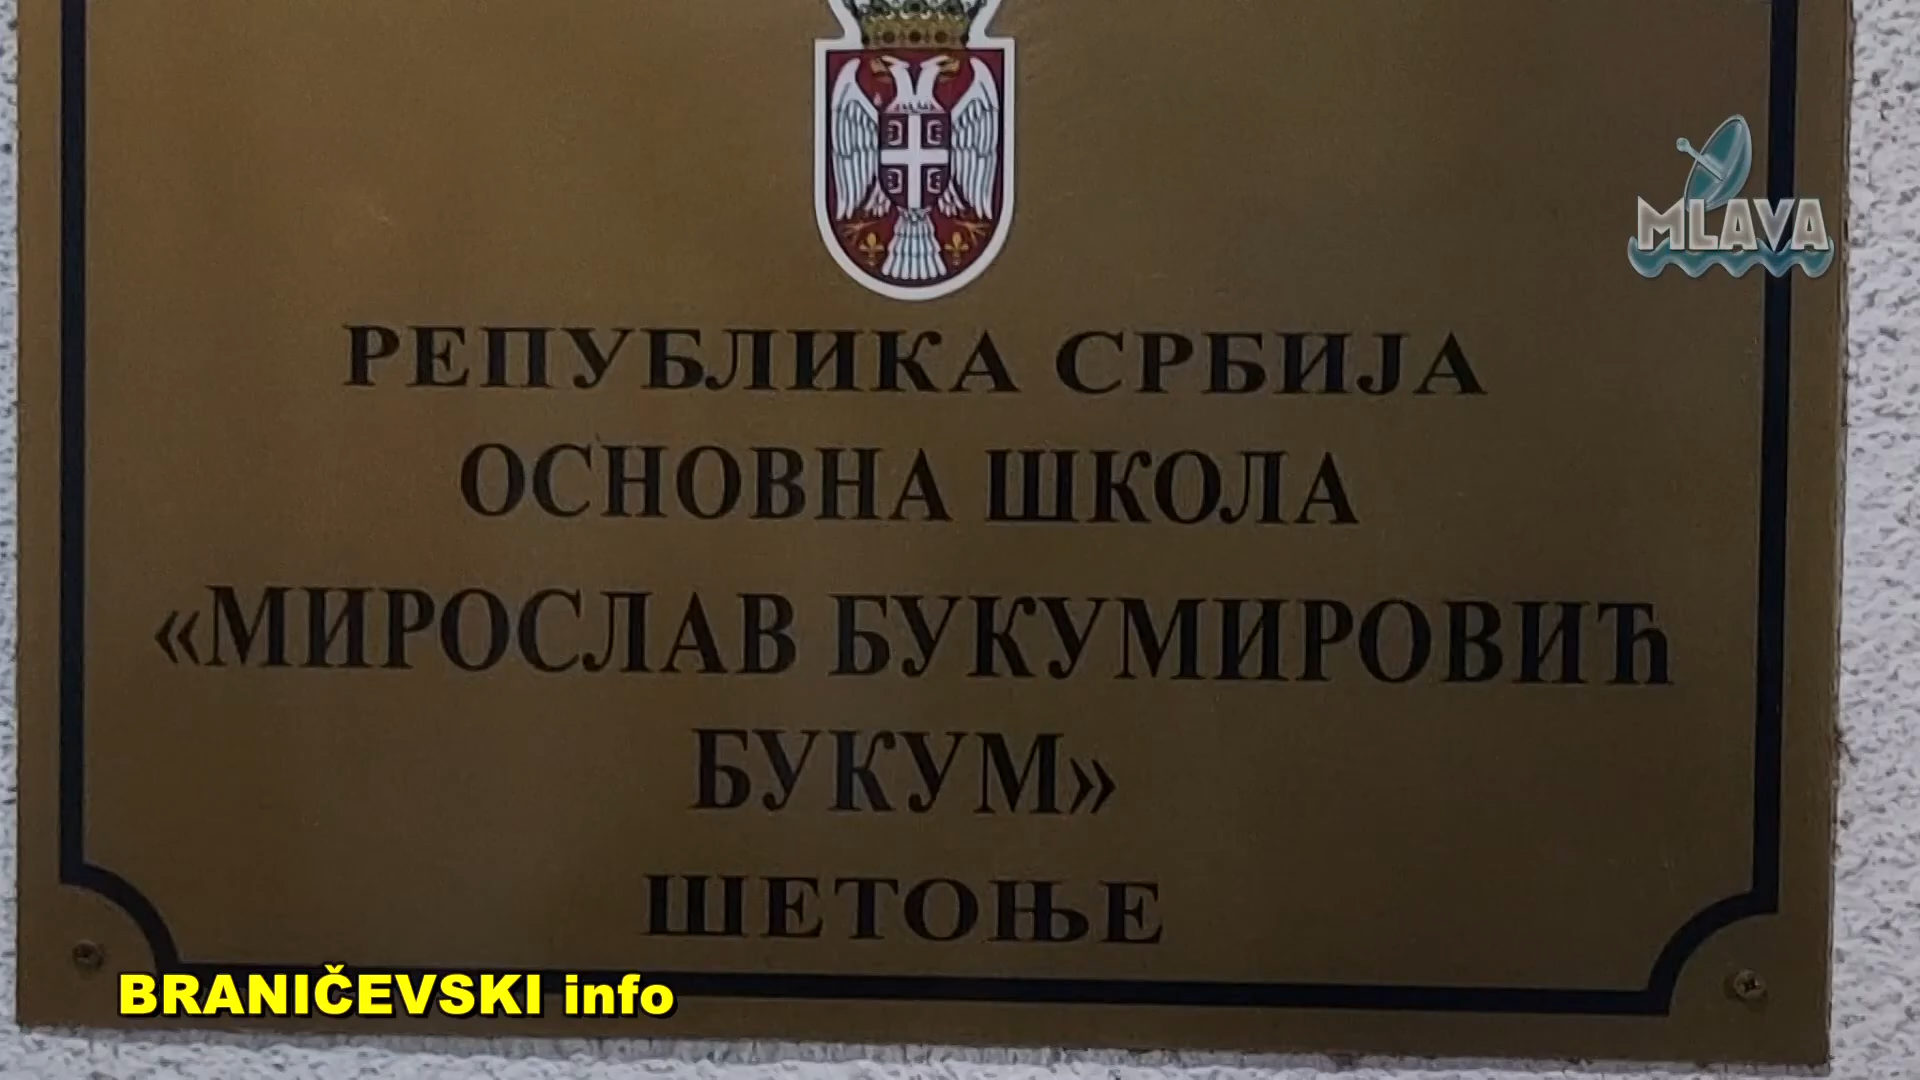 MLAVA
РЕПУБЛИКА СРБИЈА
ОСНОВНА ШКОЛА
«МИРОСЛАВ БУКУМИРОВИЋ
БУКУМ»
ШЕТОЊЕ
BRANIČEVSKI info